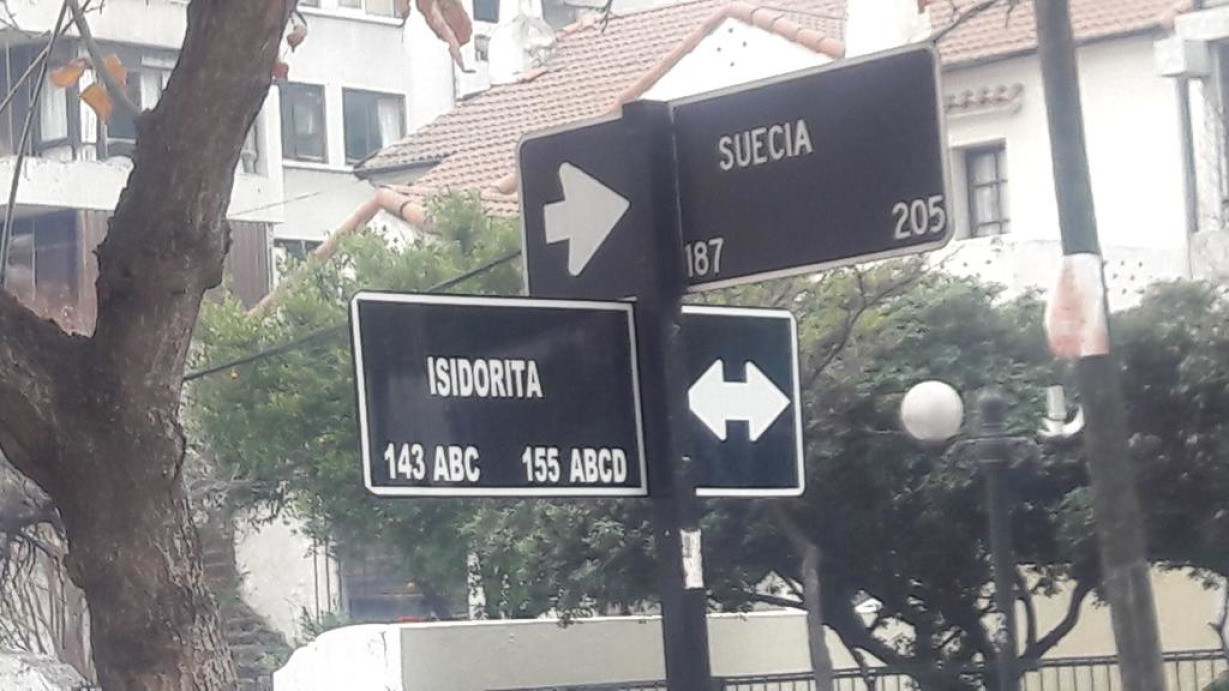 SUECIA
187 205
ISIDORITA
143 ABC 155 ABCD